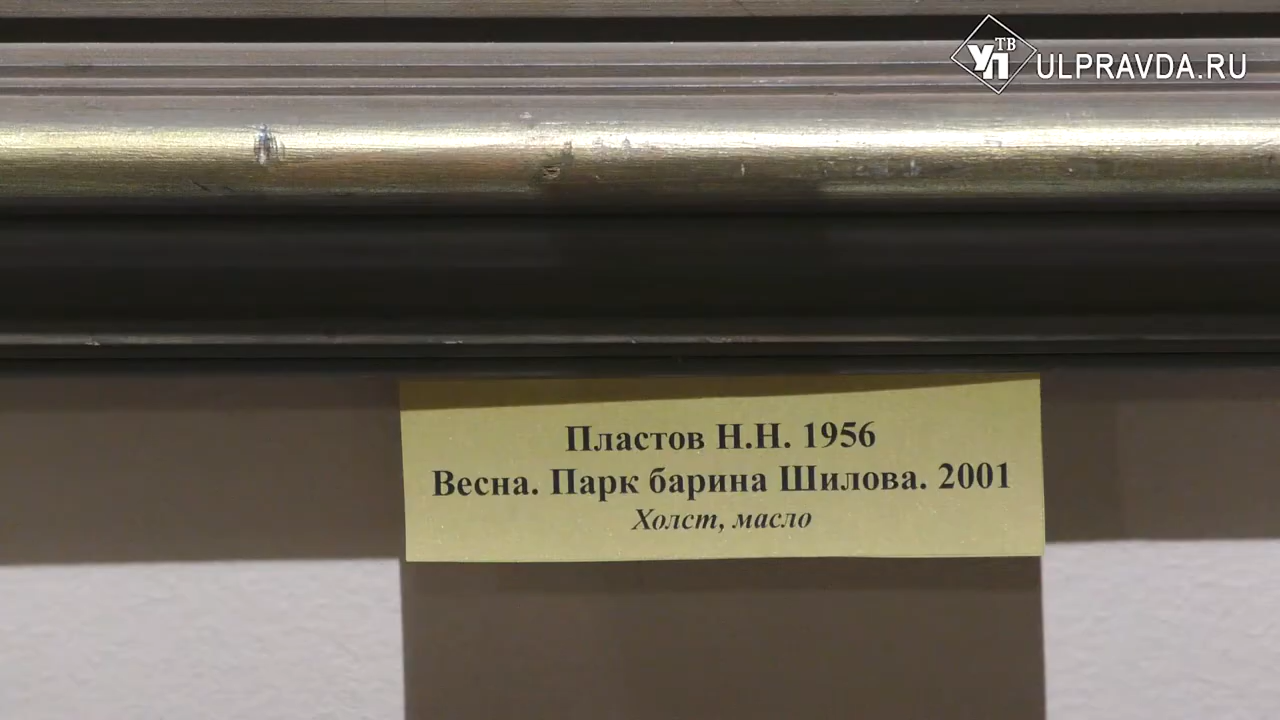 ТВ
УП ULPRAVDA.RU
Пластов Н.Н. 1956
Весна. Парк барина Шилова. 2001
Холст, масло